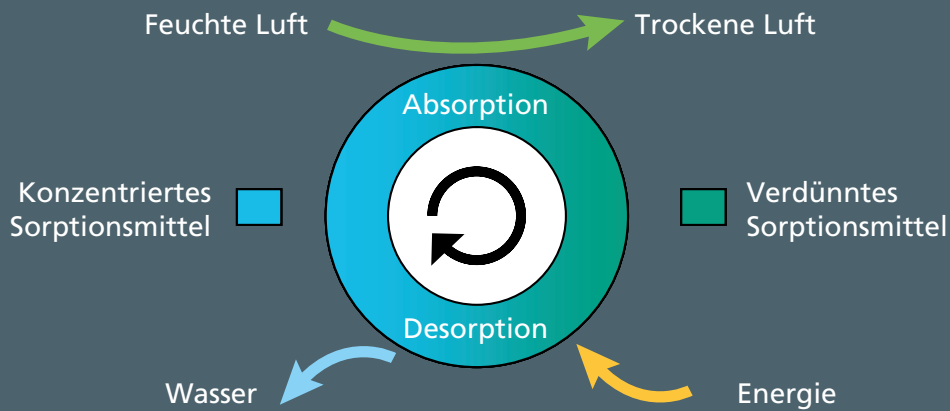 Feuchte Luft
Trockene Luft
Absorption
Konzentriertes
Sorptionsmittel
Verdünntes
Sorptionsmittel
Desorption
Wasser
Energie